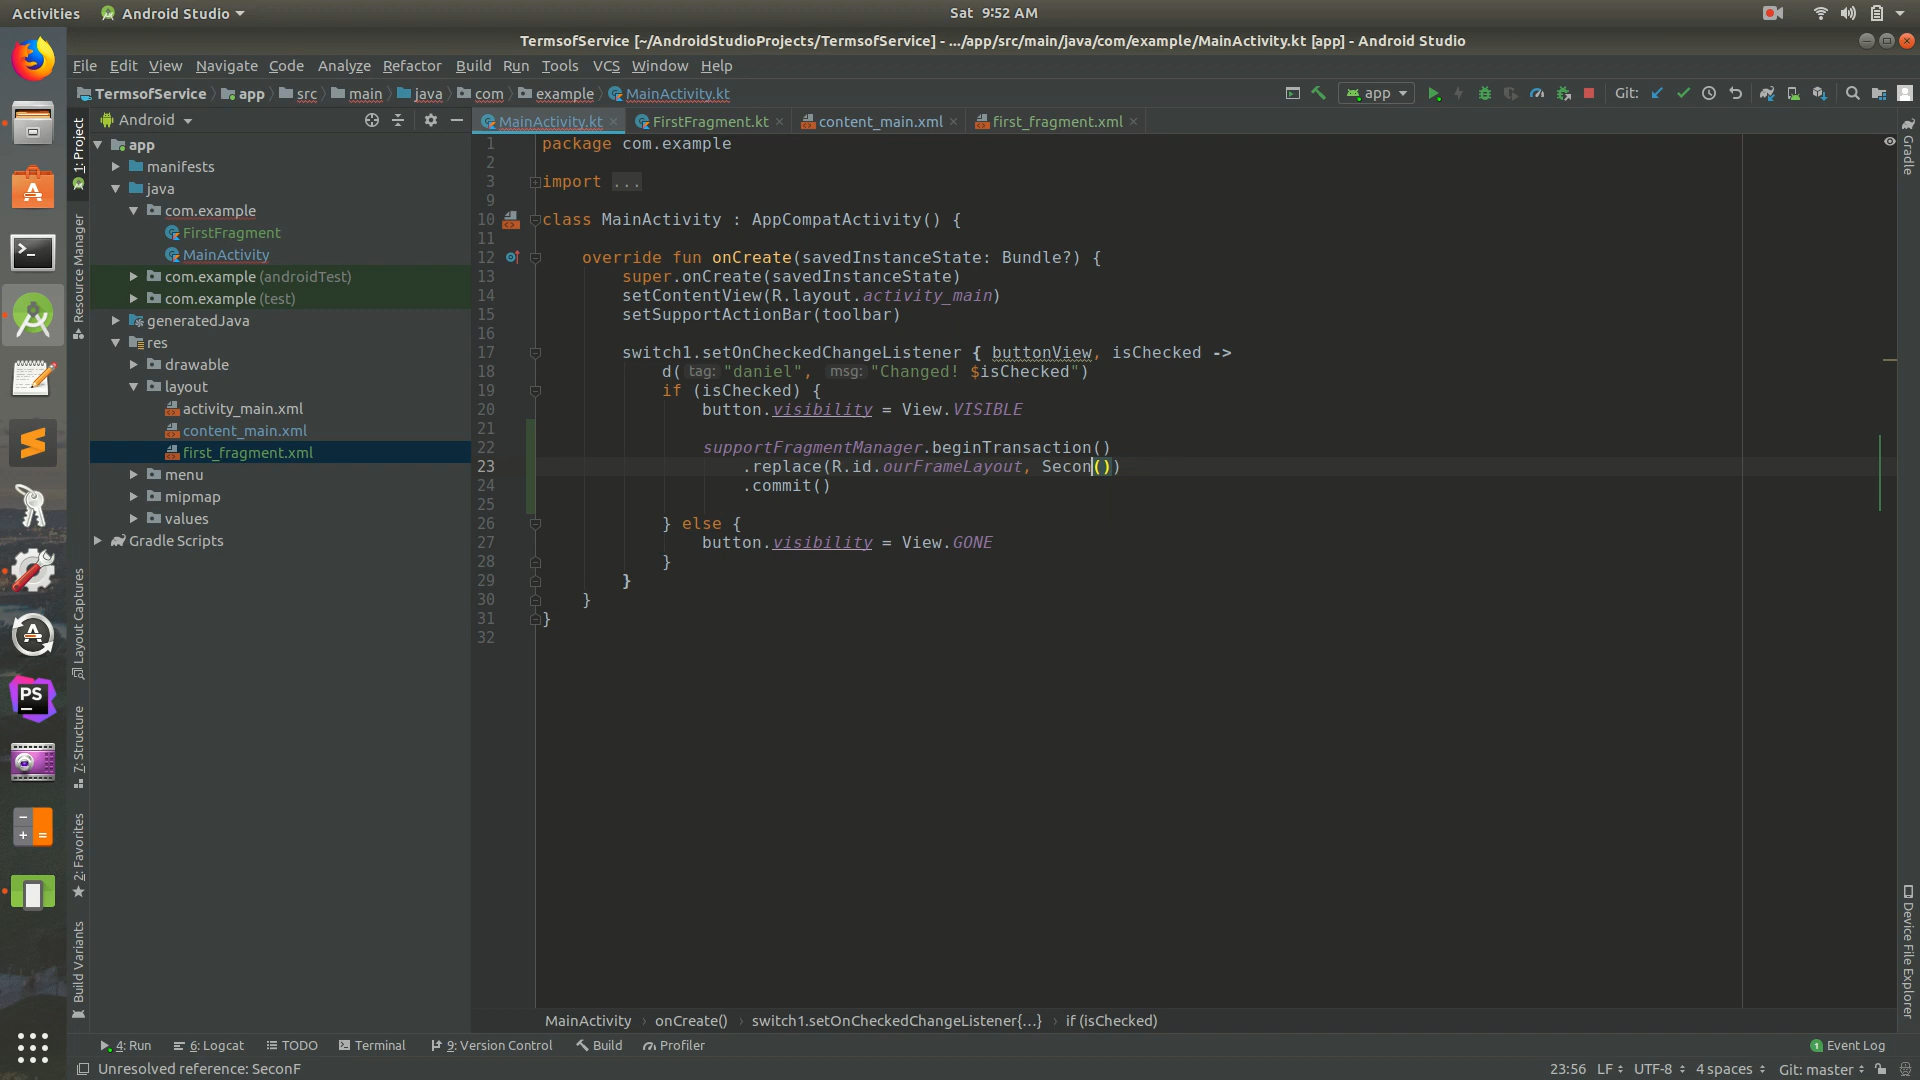 Activities Android Studio Sat 9:52 AM
TermsofService [~/AndroidStudioProjects/TermsofService] - .../app/src/main/java/com/example/MainActivity.kt [app] - Android Studio
File Edit View Navigate Code Analyze Refactor Build Run Tools VCS Window Help
TermsofService app src main java com example MainActivity.kt app Git:
Android
MainActivity.kt FirstFragment.kt content_main.xml first_fragment.xml
1: Project
Resource Manager
Layout Captures
7: Structure
2: Favorites
Build Variants
app
manifests
java
com.example
FirstFragment
MainActivity
com.example (androidTest)
com.example (test)
generatedJava
res
drawable
layout
activity_main.xml
content_main.xml
first_fragment.xml
menu
mipmap
values
Gradle Scripts
1 package com.example
2
3 import ...
9
10 class MainActivity : AppCompatActivity() {
11
12 override fun onCreate(savedInstanceState: Bundle?) {
13 super.onCreate(savedInstanceState)
14 setContentView(R.layout.activity_main)
15 setSupportActionBar(toolbar)
16
17 switch1.setOnCheckedChangeListener { buttonView, isChecked ->
18 d( tag: "daniel", msg: "Changed! $isChecked")
19 if (isChecked) {
20 button.visibility = View.VISIBLE
21
22 supportFragmentManager.beginTransaction()
23 .replace(R.id.ourFrameLayout, Secon())
24 .commit()
25
26 } else {
27 button.visibility = View.GONE
28 }
29 }
30 }
31 }
32
Gradle
Device File Explorer
PS
MainActivity onCreate() switch1.setOnCheckedChangeListener{...} if (isChecked)
4: Run 6: Logcat TODO Terminal 9: Version Control Build Profiler 1 Event Log
Unresolved reference: SeconF 23:56 LF UTF-8 4 spaces Git: master